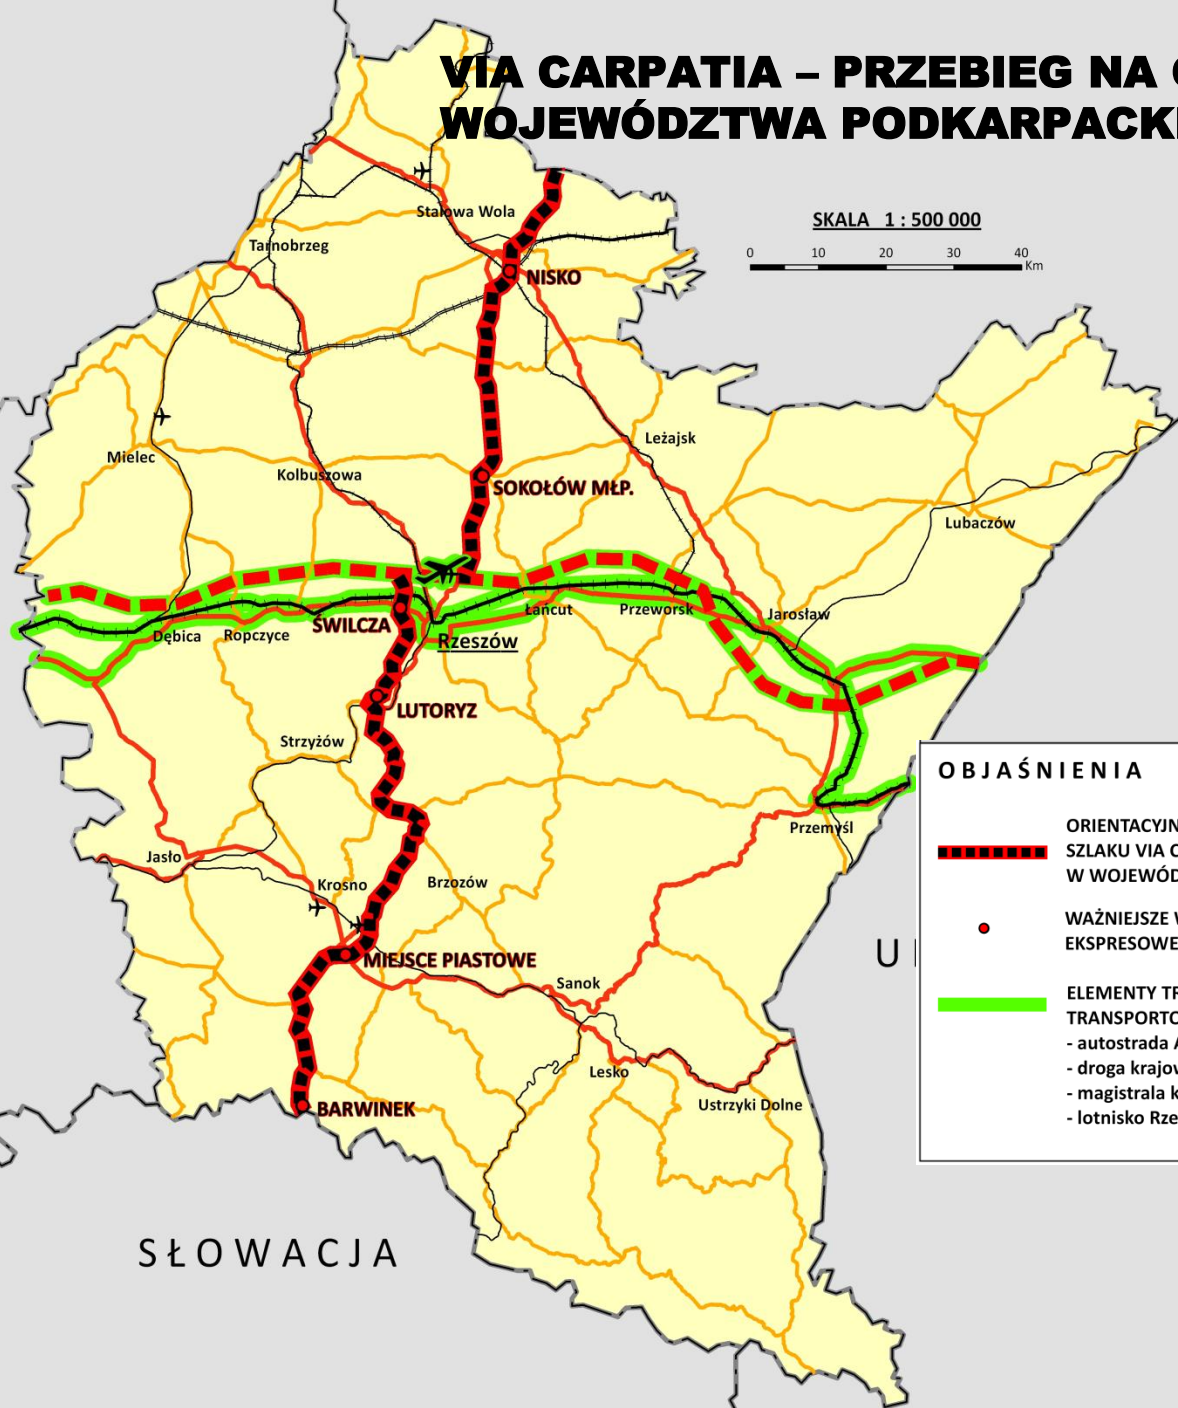 VIA CARPATIA – PRZEBIEG NA
WOJEWÓDZTWA PODKARPACK
SKALA 1 : 500 000
0 10 20 30 40
Km
Stalowa Wola
Tarnobrzeg
NISKO
Leżajsk
Mielec
Kolbuszowa
SOKOŁÓW MŁP.
Lubaczów
Łańcut
Przeworsk
Jarosław
ŚWILCZA
Dębica
Ropczyce
Rzeszów
LUTORYZ
Strzyżów
OBJAŚNIENIA
Przemyśl
ORIENTACYJN
SZLAKU VIA C
W WOJEWÓD
Jasło
Krosno
Brzozów
WAŻNIEJSZE W
EKSPRESOWE
U
MIEJSCE PIASTOWE
Sanok
ELEMENTY TR
TRANSPORTO
- autostrada A
- droga krajow
- magistrala k
- lotnisko Rze
Lesko
Ustrzyki Dolne
BARWINEK
SŁOWACJA